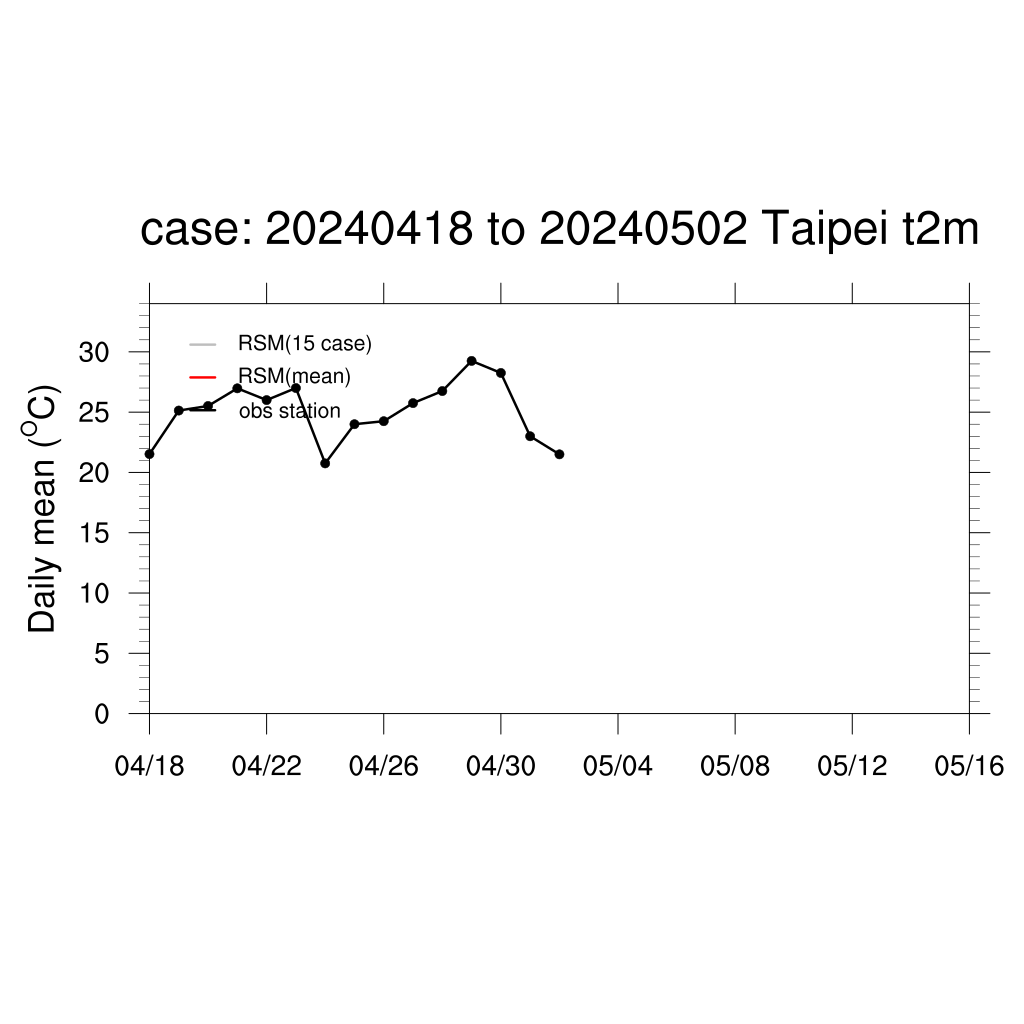 case: 20240418 to 20240502 Taipei t2m
RSM(15 case)
RSM(mean)
obs station
Daily mean (°C)
30
25
20
15
10
5
0
04/18 04/22 04/26 04/30 05/04 05/08 05/12 05/16